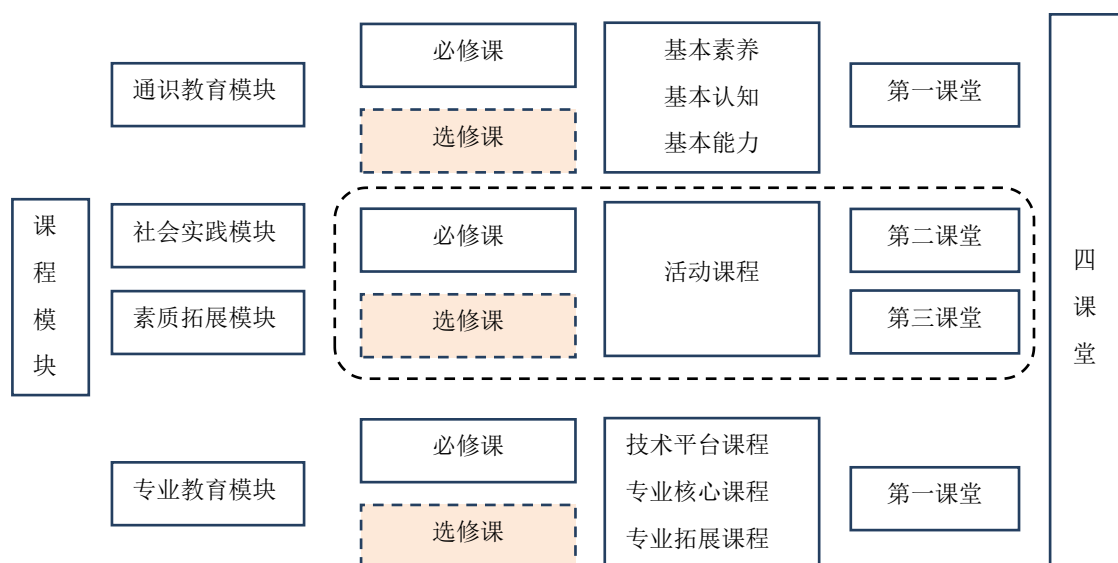 课程模块
通识教育模块
必修课
选修课
基本素养
基本认知
基本能力
第一课堂
社会实践模块
素质拓展模块
必修课
选修课
活动课程
第二课堂
第三课堂
专业教育模块
必修课
选修课
技术平台课程
专业核心课程
专业拓展课程
第一课堂
四课堂